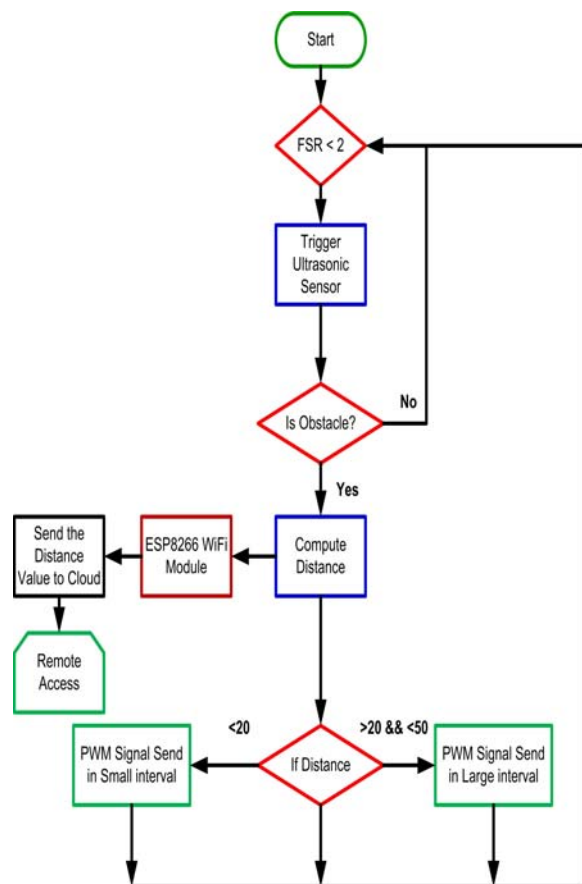 Start
FSR < 2
Trigger
Ultrasonic
Sensor
Is Obstacle?
No
Yes
Send the
Distance
Value to Cloud
ESP8266 WiFi
Module
Compute
Distance
Remote
Access
<20
>20 && <50
PWM Signal Send
in Small interval
If Distance
PWM Signal Send
in Large interval